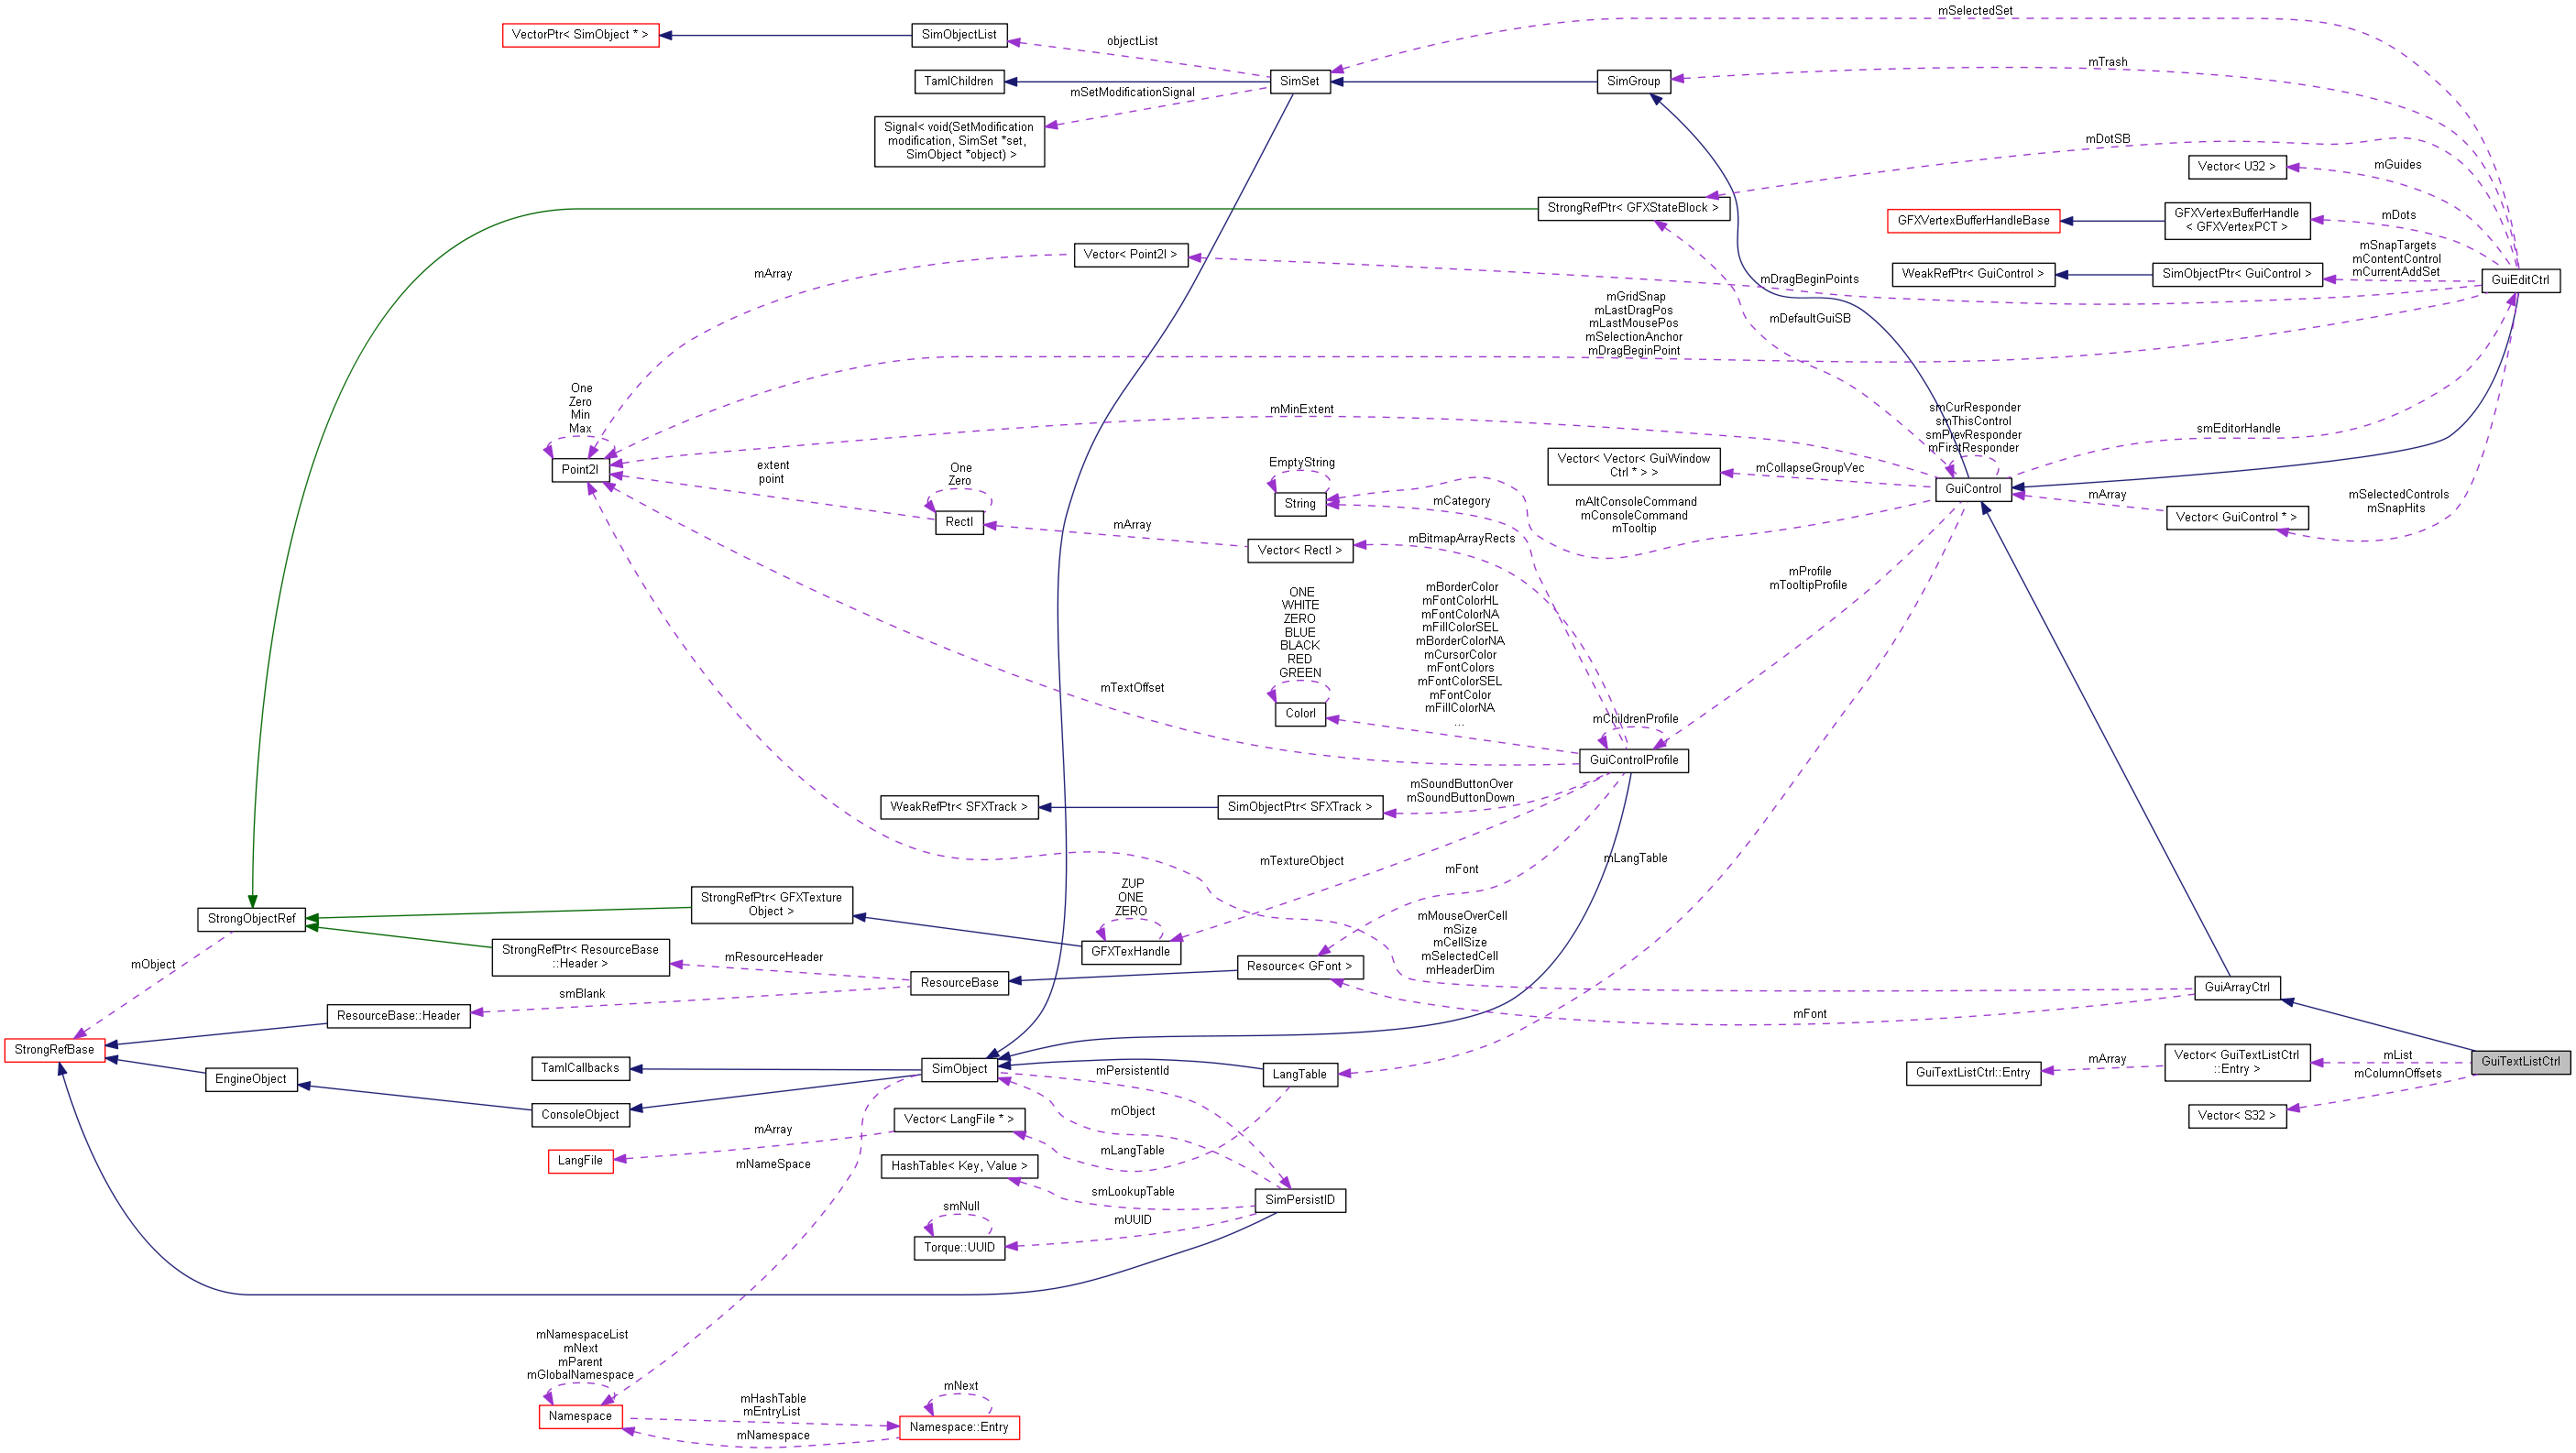 mSelectedSet
VectorPtr< SimObject * >
SimObjectList
objectList
mTrash
TamlChildren
SimSet
SimGroup
mSetModificationSignal
Signal< void(SetModification
modification, SimSet *set,
SimObject *object) >
mDotSB
Vector< U32 >
mGuides
StrongRefPtr< GFXStateBlock >
GFXVertexBufferHandleBase
GFXVertexBufferHandle
< GFXVertexPCT >
mDots
Vector< Point2I >
mArray
mDragBeginPoints
WeakRefPtr< GuiControl >
SimObjectPtr< GuiControl >
mSnapTargets
mContentControl
mCurrentAddSet
GuiEditCtrl
mGridSnap
mLastDragPos
mLastMousePos
mSelectionAnchor
mDragBeginPoint
mDefaultGuiSB
One
Zero
Min
Max
Point2I
mMinExtent
smCurResponder
smThisControl
smPrevResponder
mFirstResponder
smEditorHandle
extent
point
One
Zero
RectI
EmptyString
String
mCategory
Vector< Vector< GuiWindow
Ctrl * > >
mCollapseGroupVec
GuiControl
mAltConsoleCommand
mConsoleCommand
mTooltip
mArray
Vector< GuiControl * >
mSelectedControls
mSnapHits
mArray
Vector< RectI >
mBitmapArrayRects
mProfile
mTooltipProfile
ONE
WHITE
ZERO
BLUE
BLACK
RED
GREEN
ColorI
mBorderColor
mFontColorHL
mFontColorNA
mFillColorSEL
mBorderColorNA
mCursorColor
mFontColors
mFontColorSEL
mFontColor
mFillColorNA
...
mTextOffset
mChildrenProfile
GuiControlProfile
WeakRefPtr< SFXTrack >
SimObjectPtr< SFXTrack >
mSoundButtonOver
mSoundButtonDown
mTextureObject
mFont
mLangTable
StrongObjectRef
StrongRefPtr< GFXTexture
Object >
ZUP
ONE
ZERO
GFXTexHandle
mMouseOverCell
mSize
mCellSize
mSelectedCell
mHeaderDim
mObject
StrongRefPtr< ResourceBase
::Header >
mResourceHeader
smBlank
ResourceBase
Resource< GFont >
GuiArrayCtrl
mFont
ResourceBase::Header
StrongRefBase
EngineObject
TamlCallbacks
SimObject
mPersistentId
LangTable
GuiTextListCtrl::Entry
mArray
Vector< GuiTextListCtrl
::Entry >
mList
mColumnOffsets
GuiTextListCtrl
ConsoleObject
Vector< LangFile * >
mObject
Vector< S32 >
LangFile
mArray
mLangTable
mNameSpace
HashTable< Key, Value >
smLookupTable
SimPersistID
smNull
mUUID
Torque::UUID
mNamespaceList
mNext
mParent
mGlobalNamespace
Namespace
mHashTable
mEntryList
mNamespace
mNext
Namespace::Entry